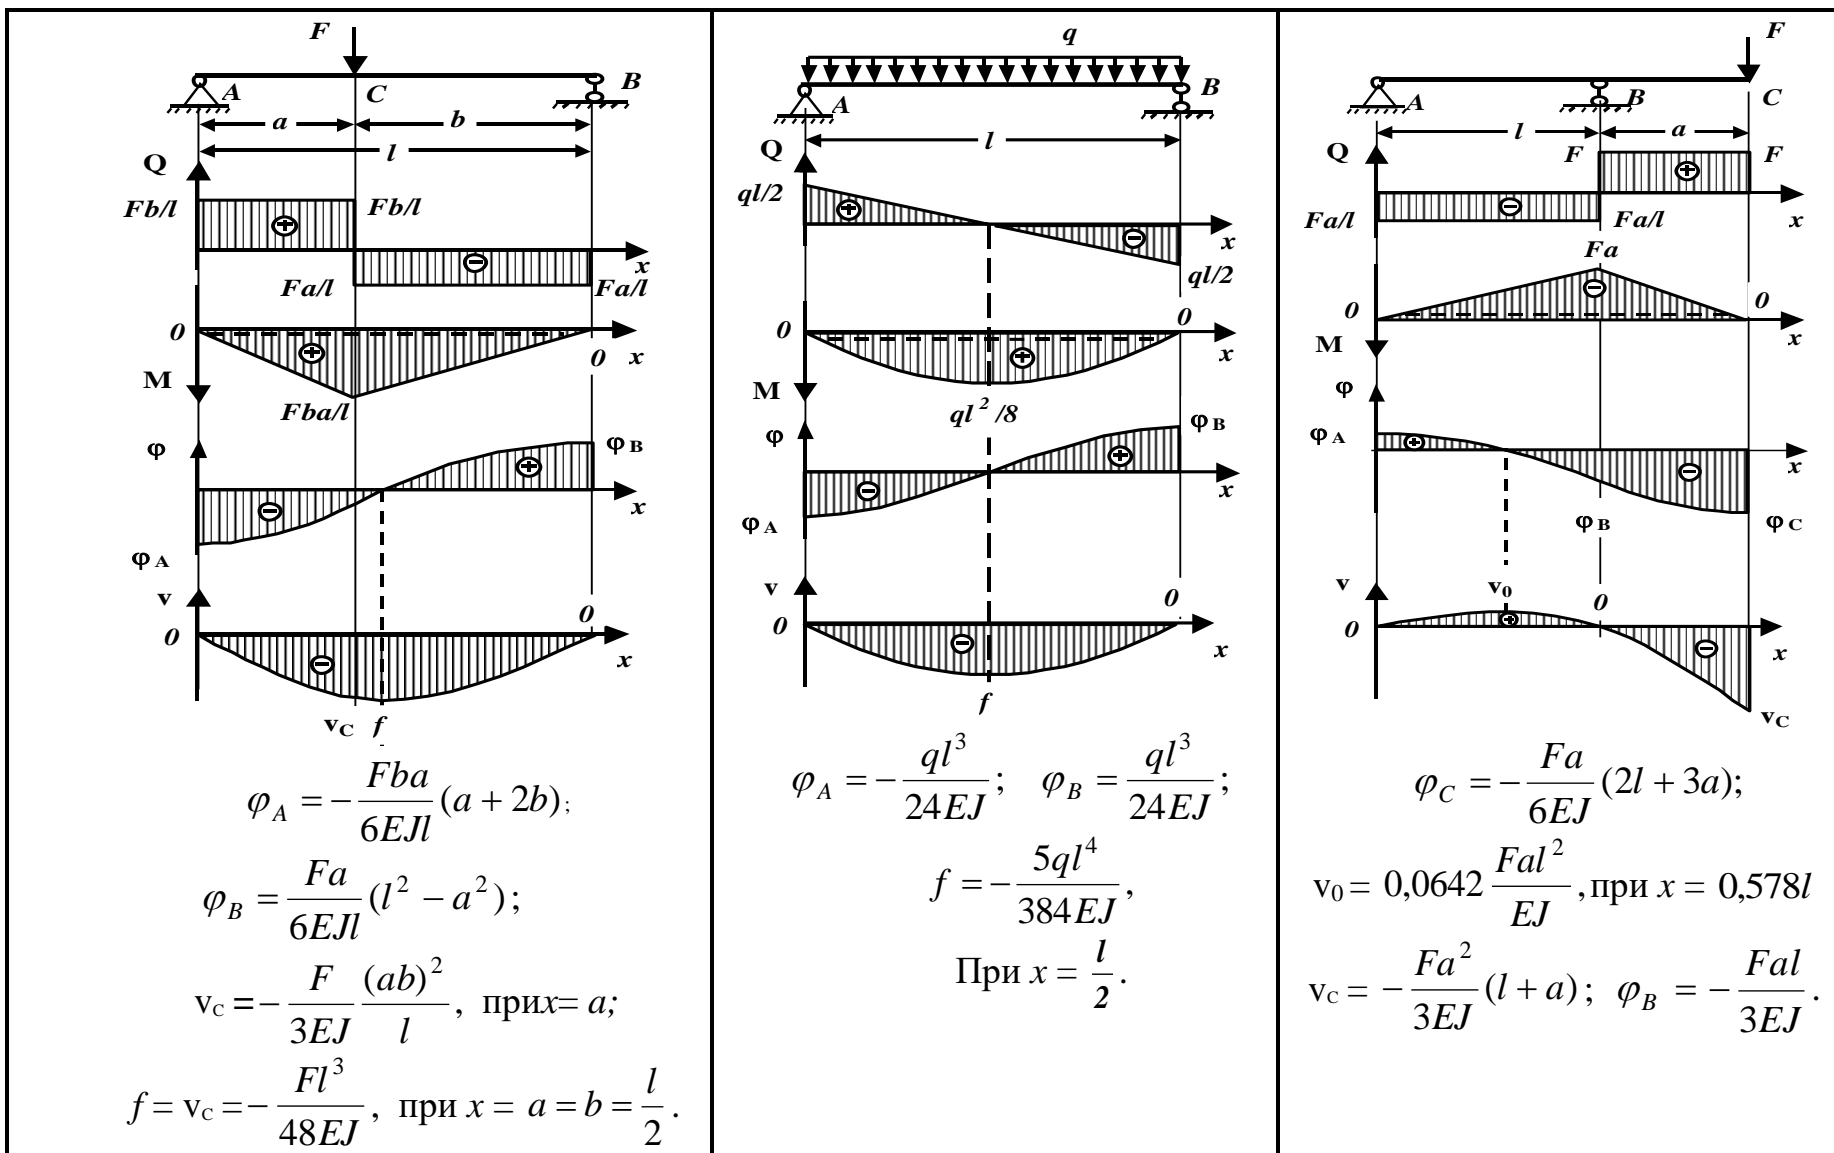 F
A C B
a b
l
Q
Fb/l Fb/l
x
Fa/l Fa/l
0 0 x
M
Fba/l
φ φB
x
φA
v 0
0
x
vC f
φA = −Fba/6EJl (a + 2b);
φB = Fa/6EJl (l² − a²);
vC = −F/3EJ (ab)²/l, приx= a;
f = vC = −Fl³/48EJ, при x = a = b = l/2.
q
A B
l
Q
ql/2
x
ql/2
0 0
x
M
ql²/8
φ φB
x
φA
v 0
0
x
f
φA = −ql³/24EJ; φB = ql³/24EJ;
f = −5ql⁴/384EJ,
При x = l/2.
F
A B C
l a
Q F F
Fa/l Fa/l x
Fa
0 0
M x
φ
φA
x
φB φC
v v0 0
0
x
vC
φC = −Fa/6EJ (2l + 3a);
v0 = 0,0642 Fal²/EJ, при x = 0,578l
vC = −Fa²/3EJ (l + a); φB = −Fal/3EJ.